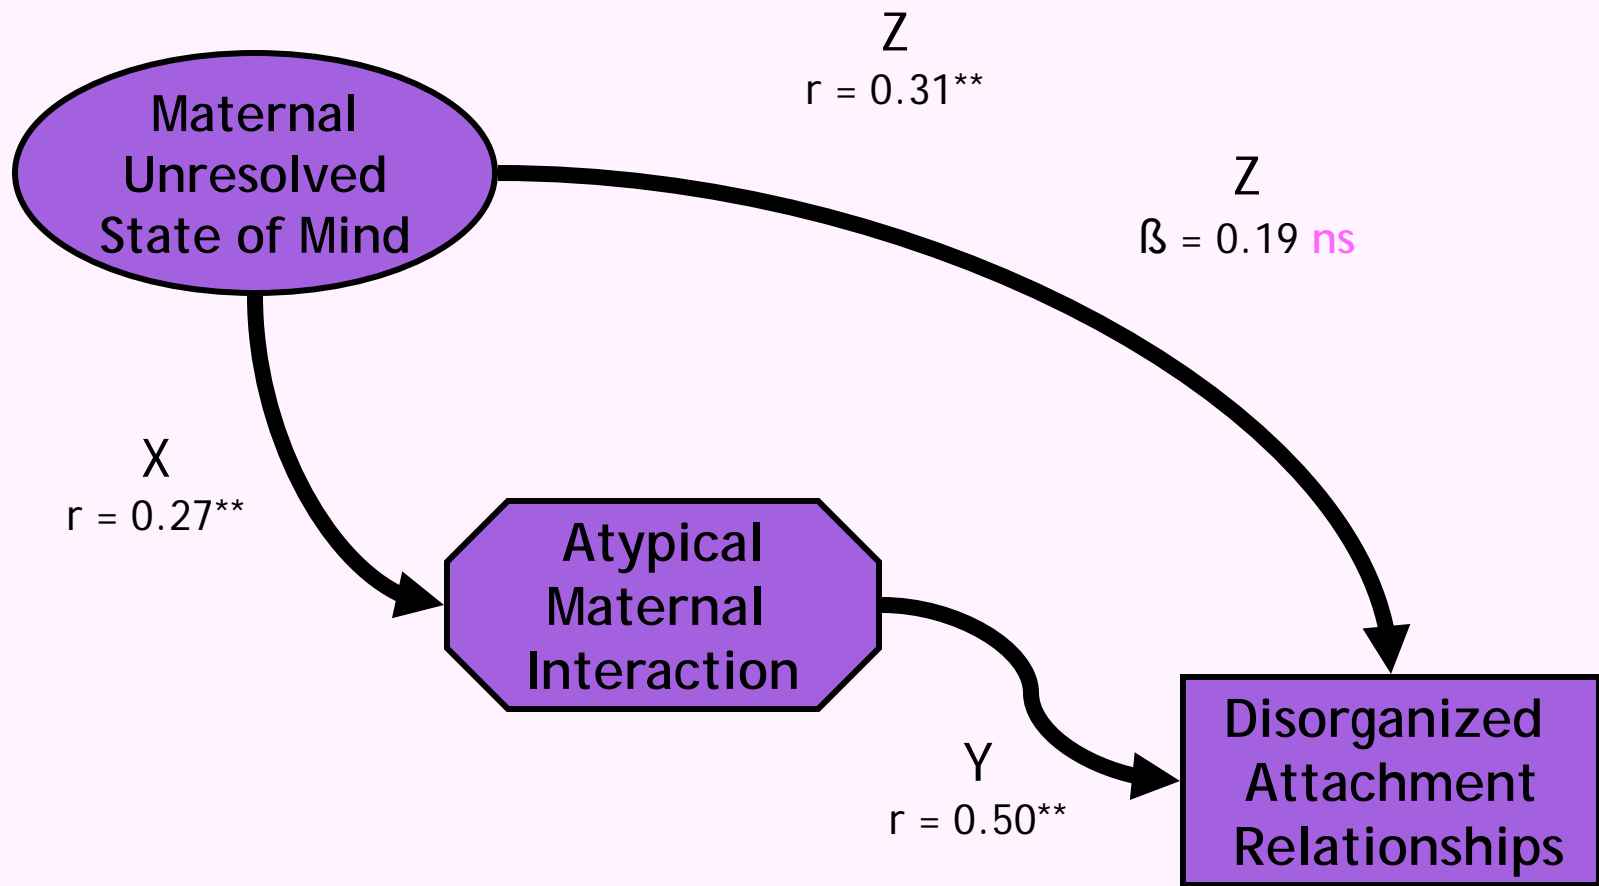 Z
r = 0.31**
Maternal
Unresolved
State of Mind
Z
ß = 0.19 ns
X
r = 0.27**
Atypical
Maternal
Interaction
Y
r = 0.50**
Disorganized
Attachment
Relationships